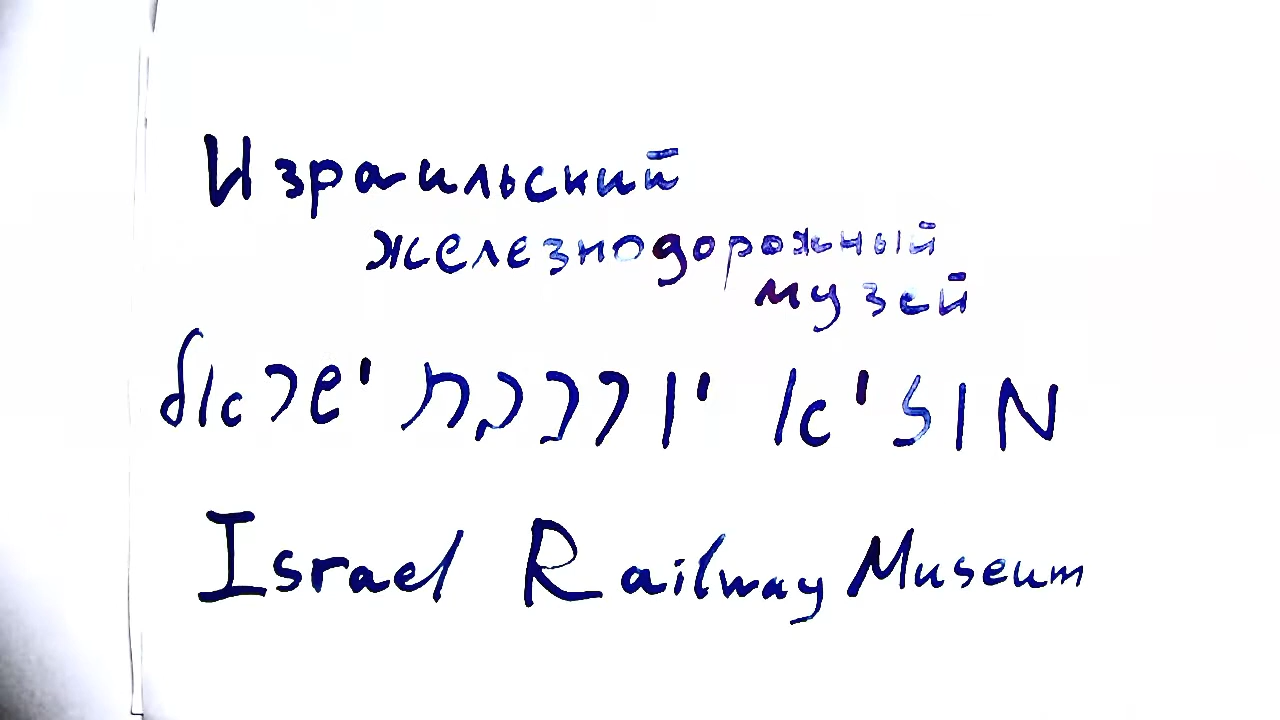 Израильский
железнодорожный
музей
מוזיאון רכבת ישראל
Israel Railway Museum